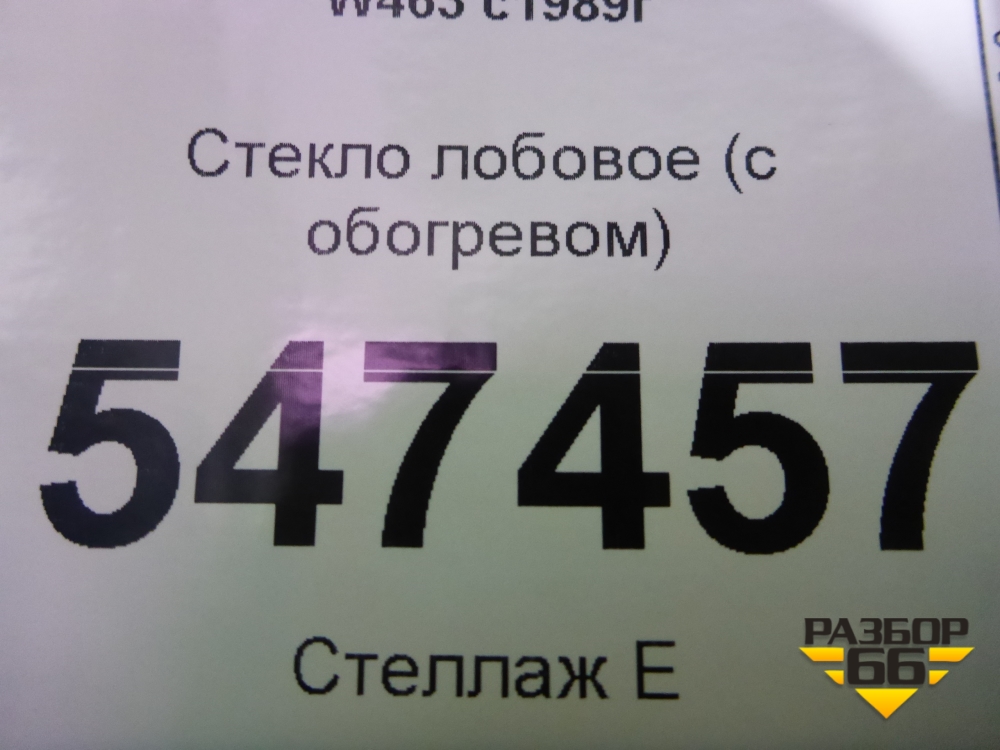 W463 с1989г
Стекло лобовое (с
обогревом)
547457
Стеллаж Е
РАЗБОР
66